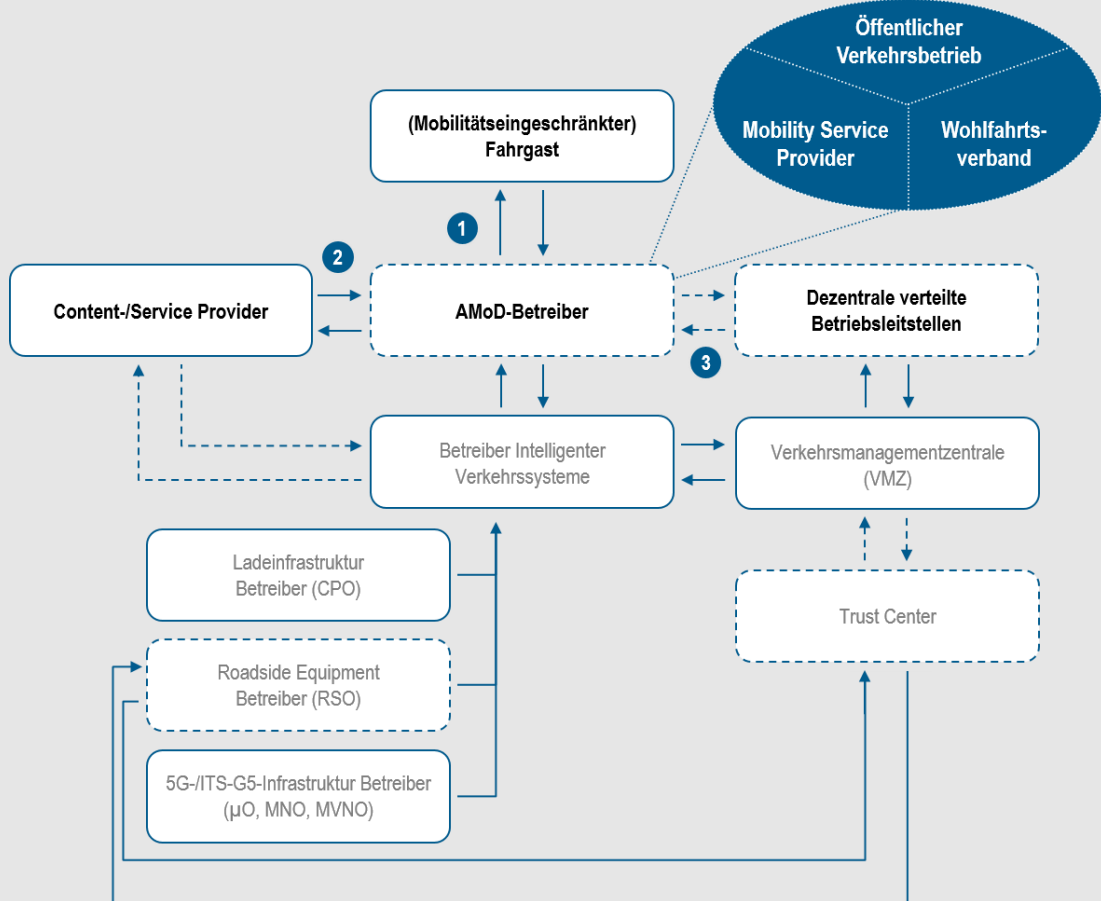 Öffentlicher
Verkehrsbetrieb
(Mobilitätseingeschränkter)
Fahrgast
Mobility Service
Provider
Wohlfahrts-
verband
1
2
Content-/Service Provider
AMoD-Betreiber
Dezentrale verteilte
Betriebsleitstellen
3
Betreiber Intelligenter
Verkehrssysteme
Verkehrsmanagementzentrale
(VMZ)
Ladeinfrastruktur
Betreiber (CPO)
Trust Center
Roadside Equipment
Betreiber (RSO)
5G-/ITS-G5-Infrastruktur Betreiber
(µO, MNO, MVNO)